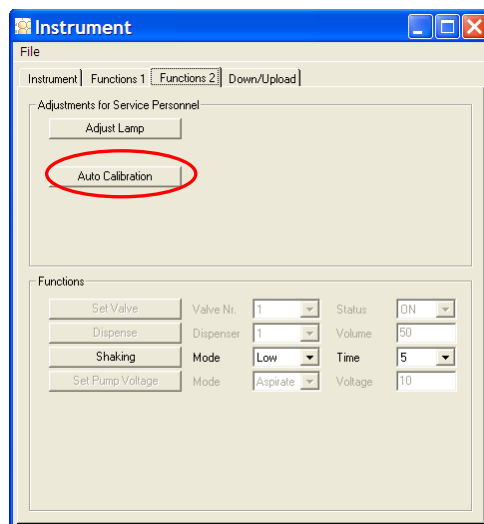 Instrument
File
Instrument Functions 1 Functions 2 Down/Upload
Adjustments for Service Personnel
Adjust Lamp
Auto Calibration
Functions
Set Valve Valve Nr. 1 Status ON
Dispense Dispenser 1 Volume 50
Shaking Mode Low Time 5
Set Pump Voltage Mode Aspirate Voltage 10